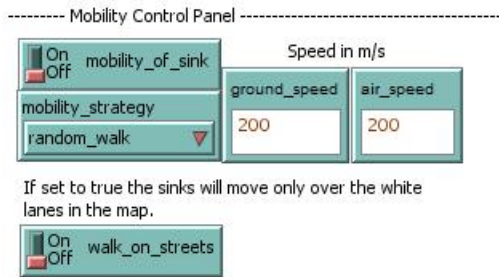 --------- Mobility Control Panel ---------------------------------------
On
Off
mobility_of_sink
Speed in m/s
mobility_strategy
random_walk
ground_speed
200
air_speed
200
If set to true the sinks will move only over the white
lanes in the map.
On
Off
walk_on_streets